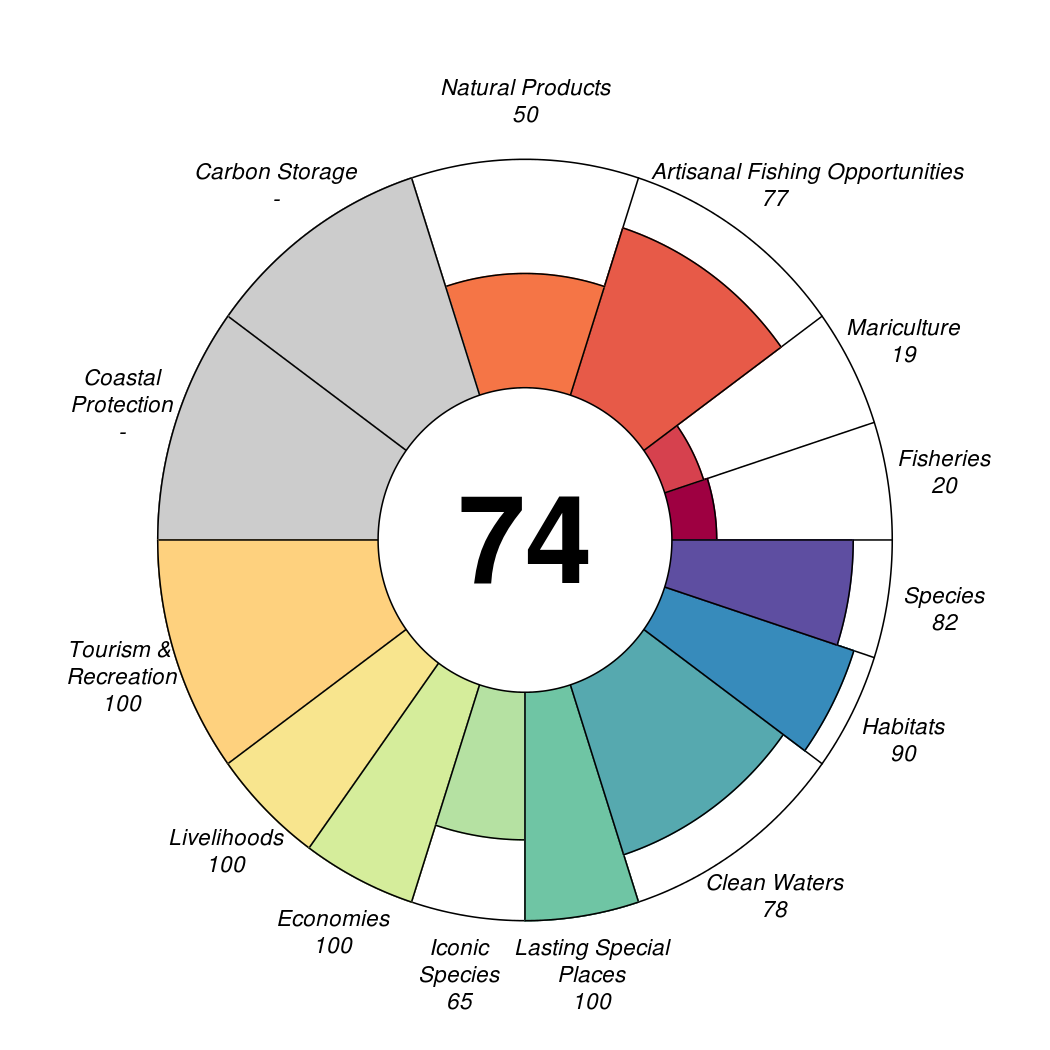 Natural Products
50
Carbon Storage
-
Artisanal Fishing Opportunities
77
Mariculture
19
Coastal
Protection
-
Fisheries
20
74
Species
82
Tourism &
Recreation
100
Habitats
90
Livelihoods
100
Clean Waters
78
Economies
100
Iconic
Species
65
Lasting Special
Places
100